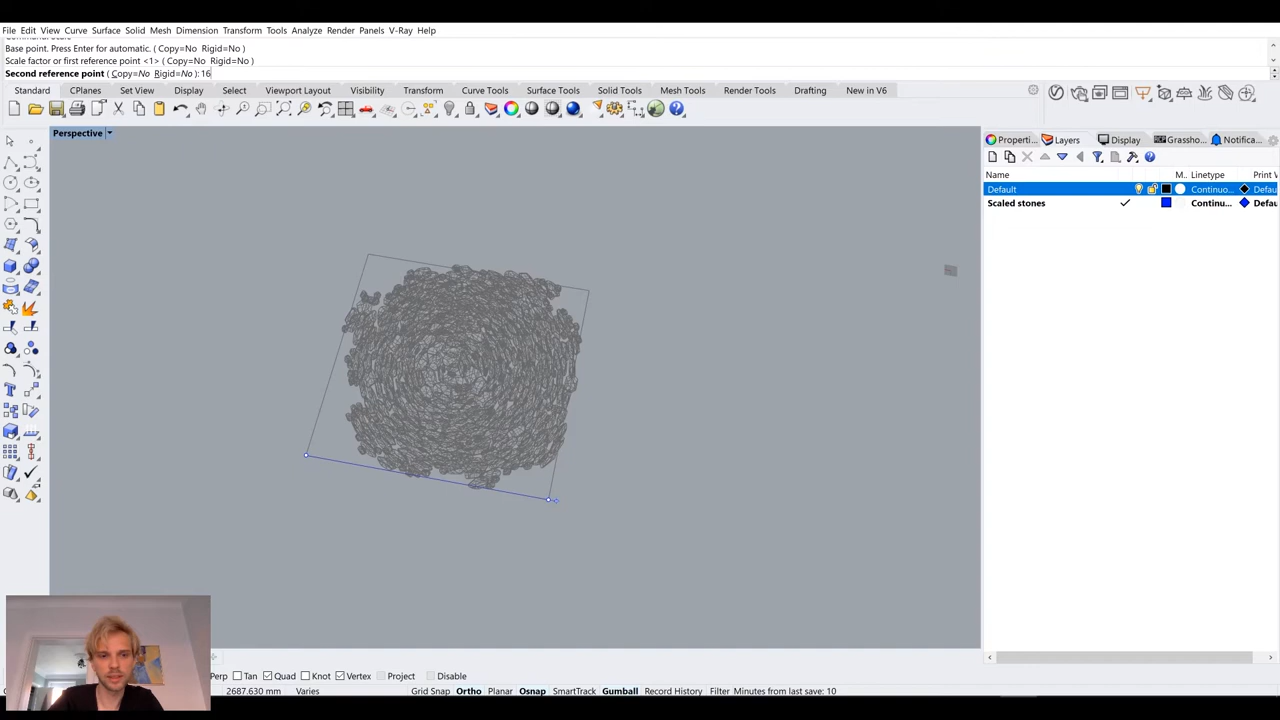 File Edit View Curve Surface Solid Mesh Dimension Transform Tools Analyze Render Panels V-Ray Help
Base point. Press Enter for automatic. ( Copy=No Rigid=No )
Scale factor or first reference point <1> ( Copy=No Rigid=No )
Second reference point ( Copy=No Rigid=No ): 16
Standard CPlanes Set View Display Select Viewport Layout Visibility Transform Curve Tools Surface Tools Solid Tools Mesh Tools Render Tools Drafting New in V6
Perspective
Properti... Layers Display Grassho... Notifica...
Name M.. Linetype Print
Default Continuo... Defau
Scaled stones Continu... Defau
Perp Tan Quad Knot Vertex Project Disable
2687.630 mm Varies Grid Snap Ortho Planar Osnap SmartTrack Gumball Record History Filter Minutes from last save: 10